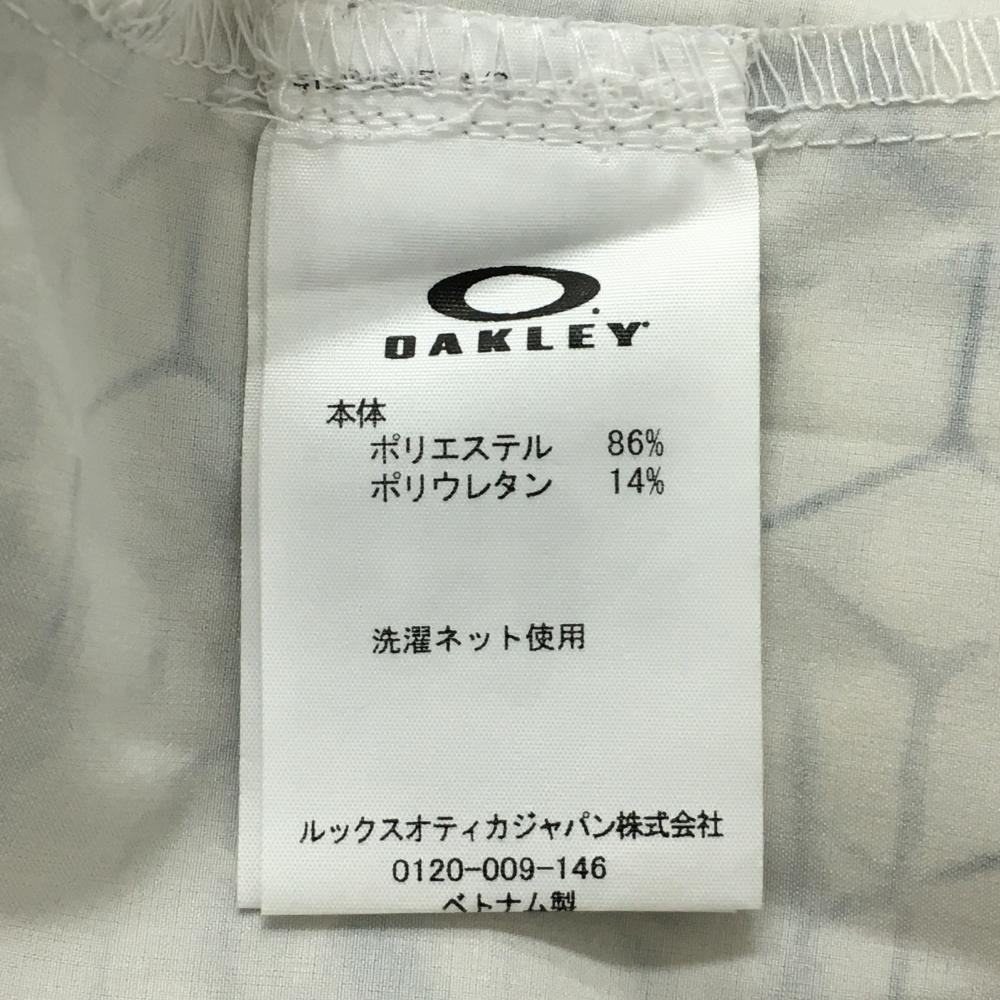 OAKLEY
本体
ポリエステル 86%
ポリウレタン 14%
洗濯ネット使用
ルックスオティカジャパン株式会社
0120-009-146
ベトナム製